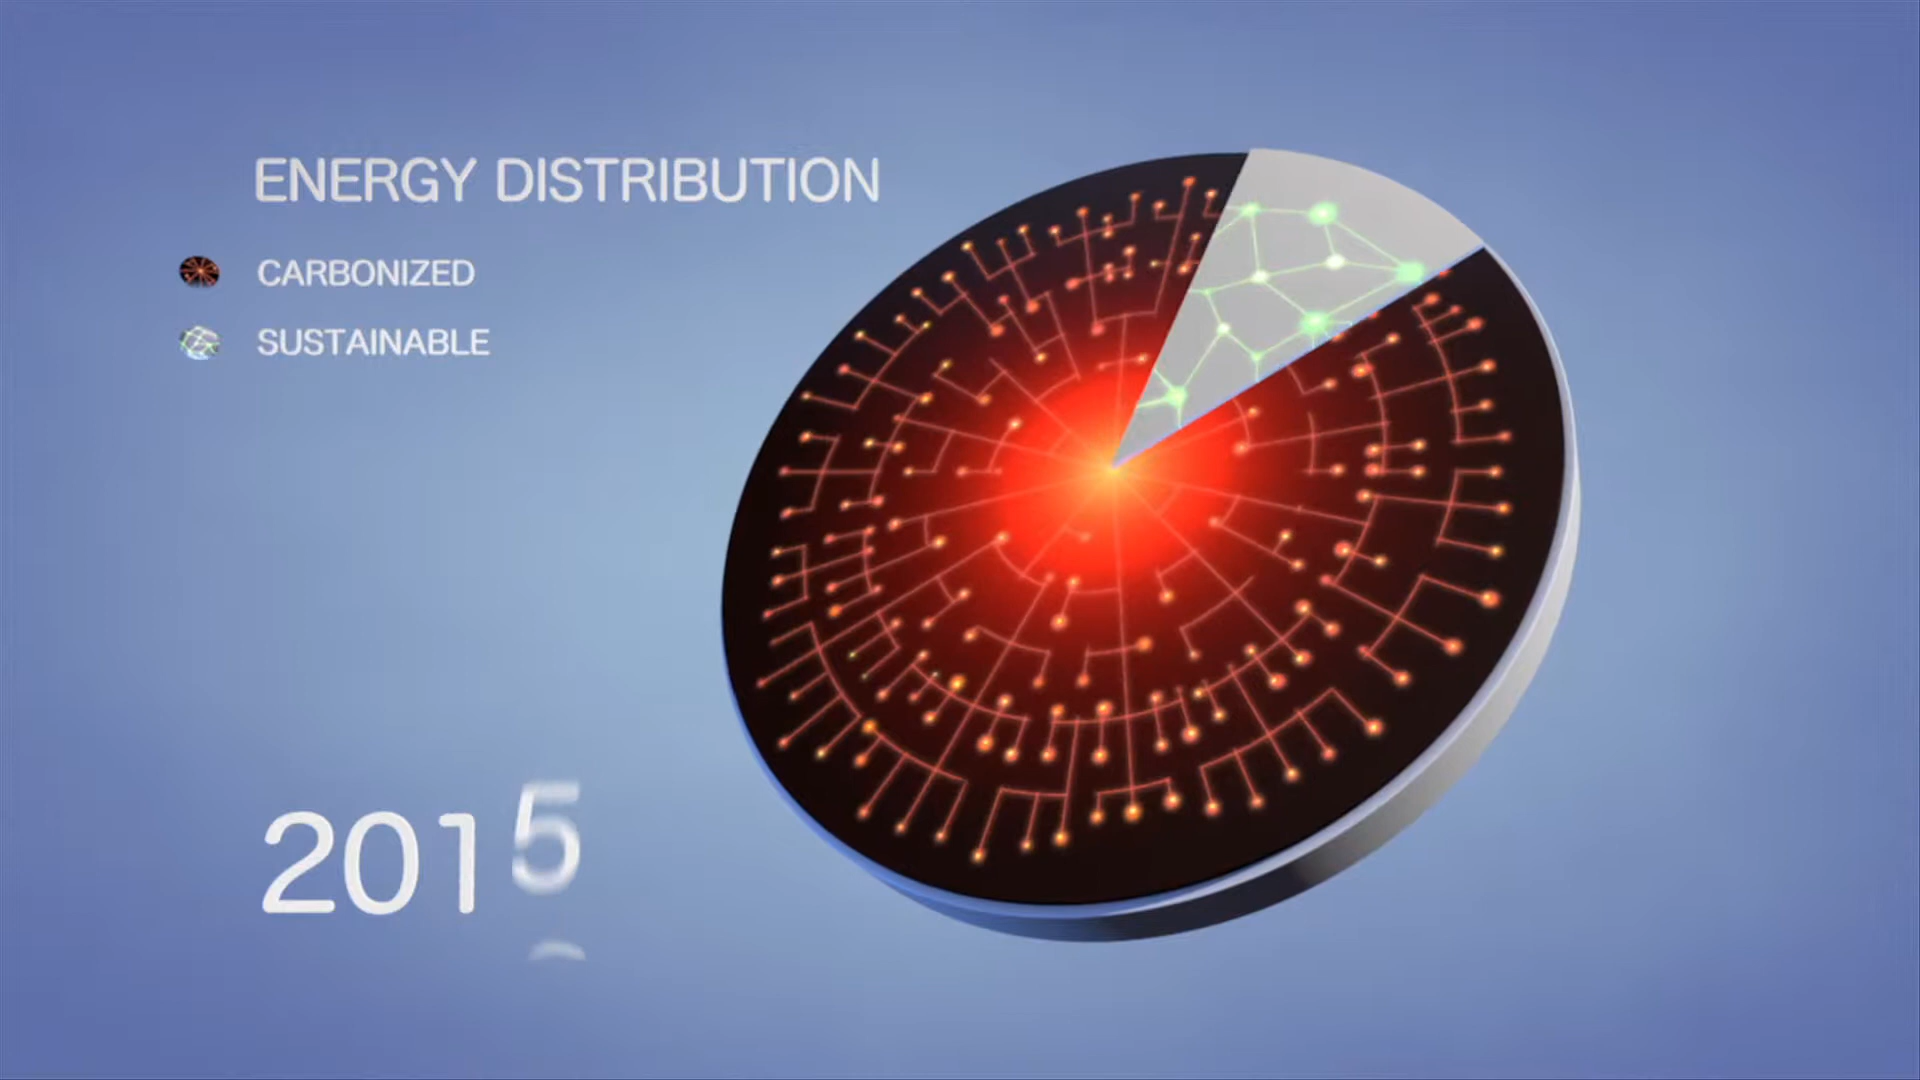 ENERGY DISTRIBUTION
CARBONIZED
SUSTAINABLE
2015